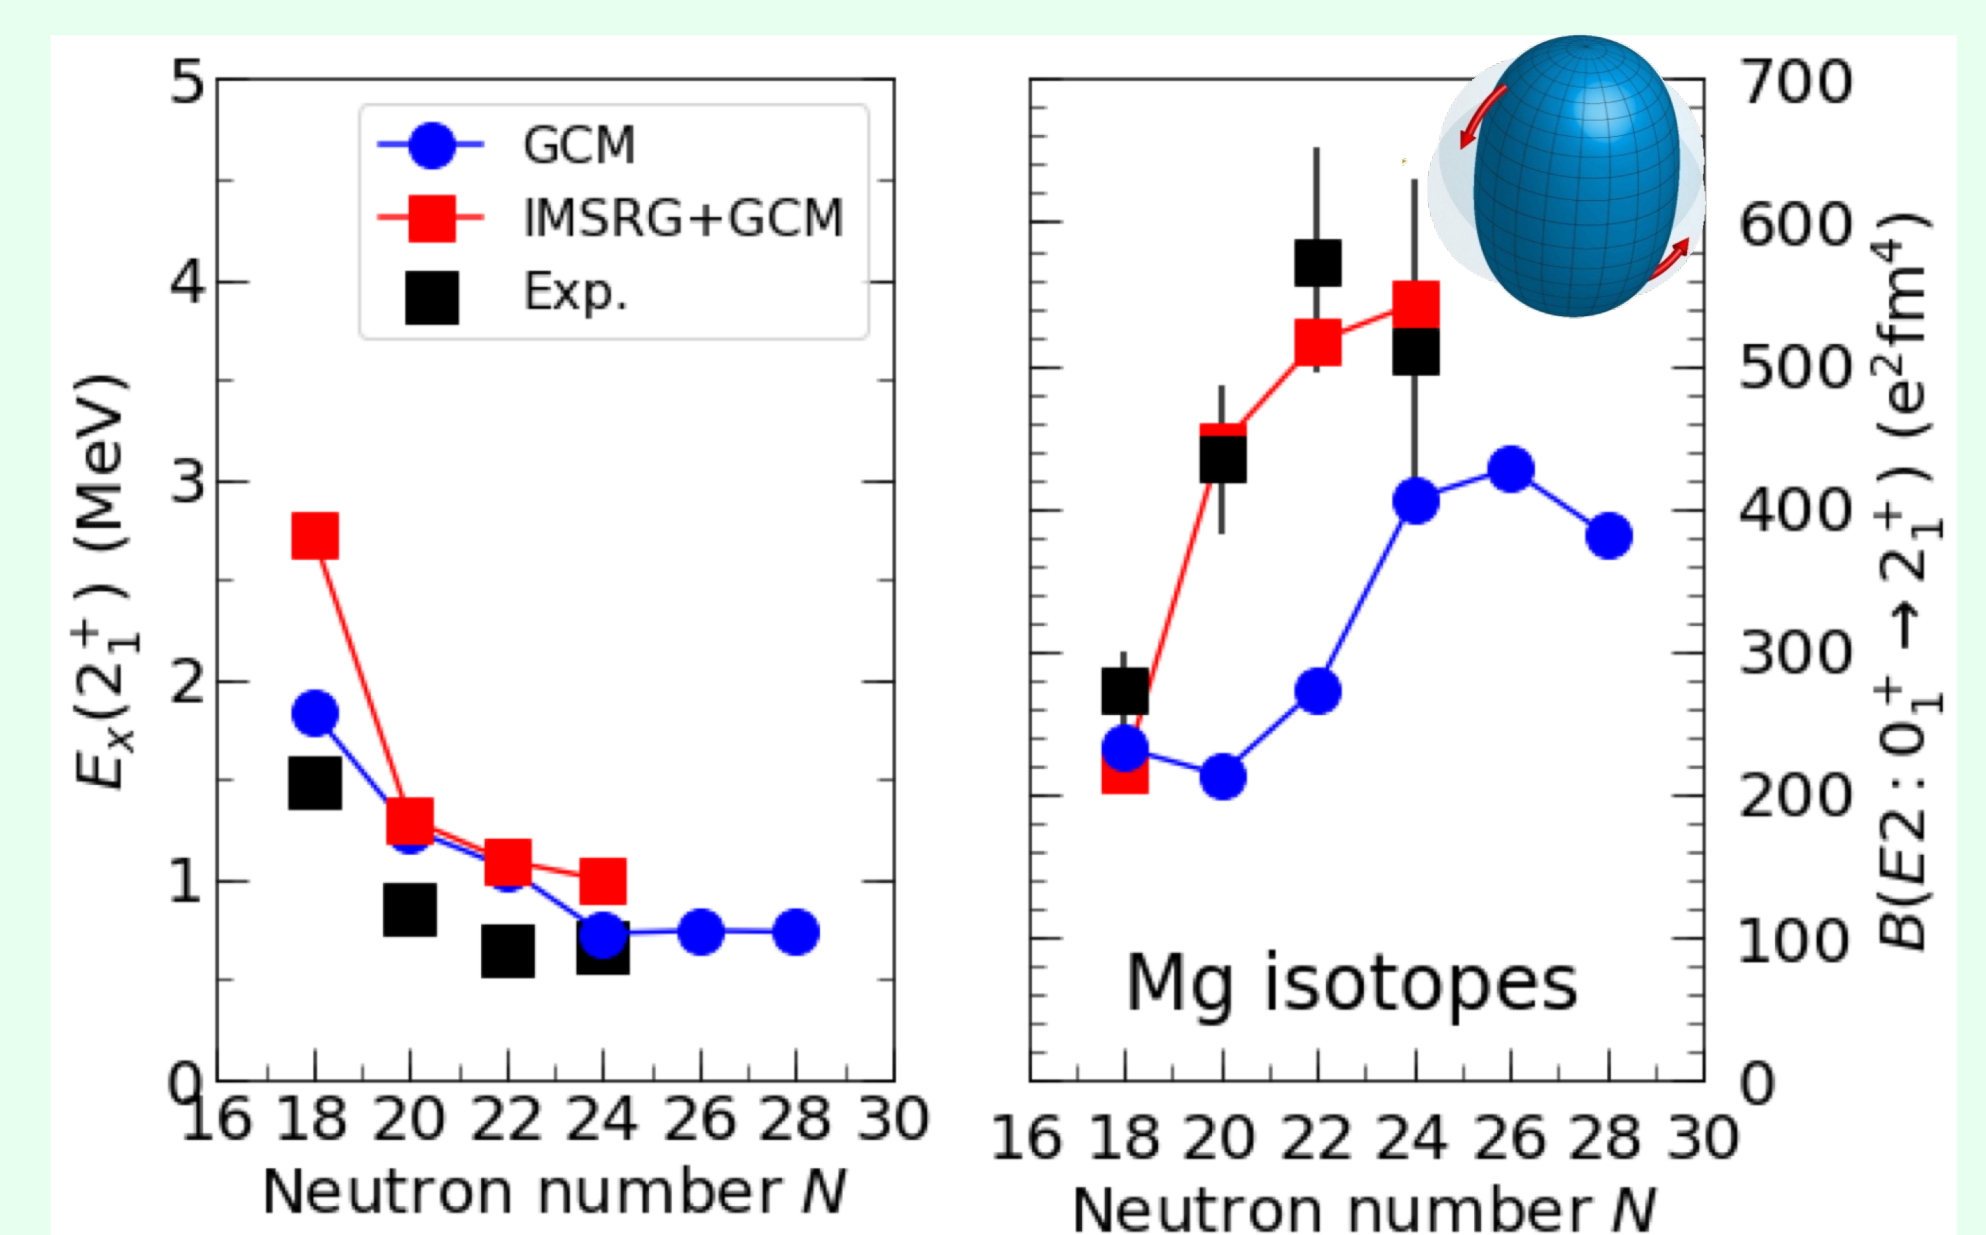 5
4
3
2
1
0
E_x(2_1^+) (MeV)
GCM
IMSRG+GCM
Exp.
16 18 20 22 24 26 28 30
Neutron number N
700
600
500
400
300
200
100
0
B(E2 : 0_1^+ → 2_1^+) (e^2fm^4)
Mg isotopes
16 18 20 22 24 26 28 30
Neutron number N